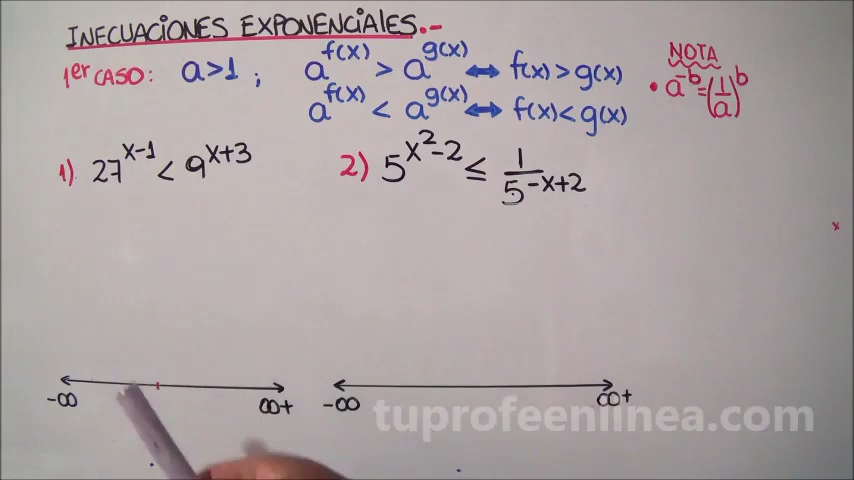 INECUACIONES EXPONENCIALES.-
1er CASO: a>1 ; a^f(x) > a^g(x) ⟺ f(x) > g(x)
a^f(x) < a^g(x) ⟺ f(x) < g(x)
NOTA
• a^-b = (1/a)^b
1) 27^x-1 < 9^x+3
2) 5^x²-2 ≤ 1/5^-x+2
-∞ ∞+
-∞ ∞+
x
tuprofeenlinea.com